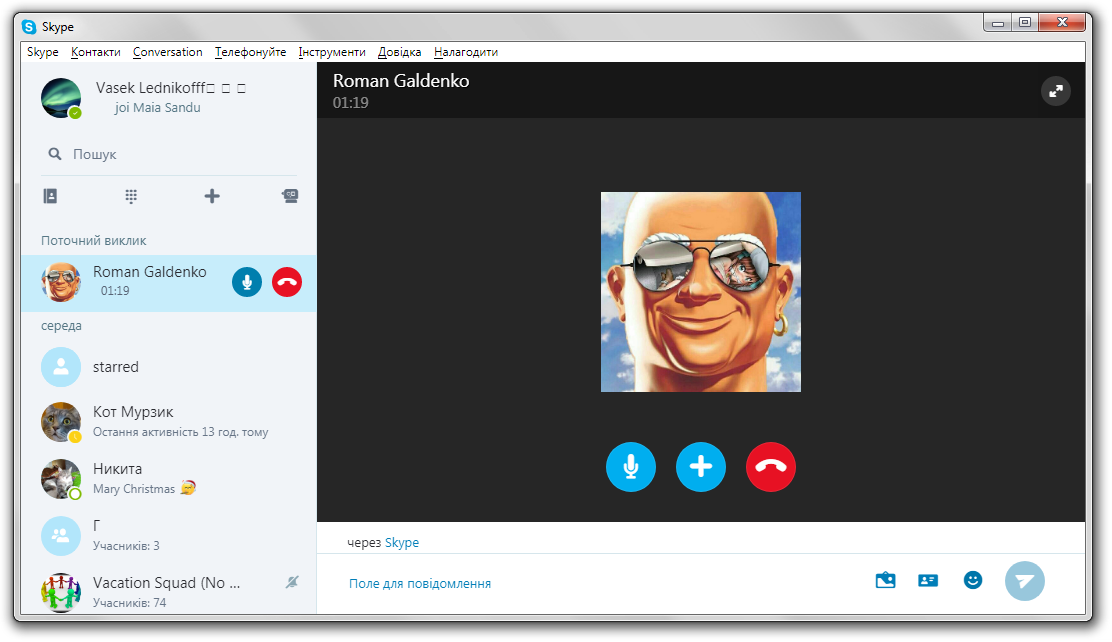 Skype
Skype Контакти Conversation Телефонуйте Інструменти Довідка Налагодити
Vasek Lednikofff
joi Maia Sandu
Пошук
Поточний виклик
Roman Galdenko
01:19
середа
starred
Кот Мурзик
Остання активність 13 год. тому
Никита
Mary Christmas
Г
Учасників: 3
Vacation Squad (No ...
Учасників: 74
Roman Galdenko
01:19
через Skype
Поле для повідомлення